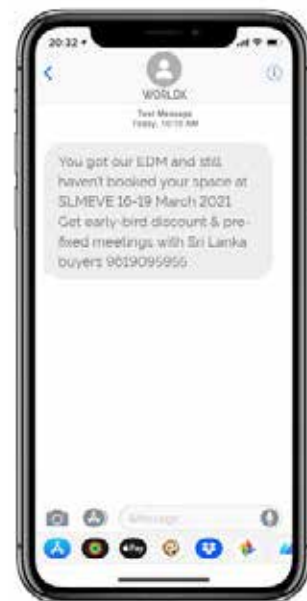 20:32
WORLDX
Text Message
Today, 10:10 AM
You got our EDM and still
haven't booked your space at
SLMEVE 16-19 March 2021
Get early-bird discount & pre-
fixed meetings with Sri Lanka
buyers 9619095955
iMessage
Pay